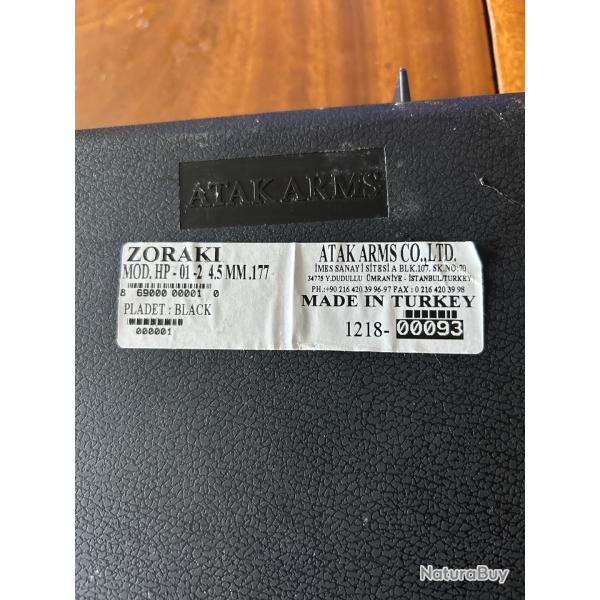 ATAK ARMS
ZORAKI
MOD. HP - 01 -2 4.5 MM .177
8 69000 00001 0
PLADET : BLACK
000001
ATAK ARMS CO.,LTD.
İMES SANAYİ SİTESİ A BLK.107. SK.NO:70
34775 Y.DUDULLU ÜMRANİYE - İSTANBUL/TURKEY
PH.:+90 216 420 39 96-97 FAX : 0 216 420 39 98
MADE IN TURKEY
1218-00093
NaturaBuy